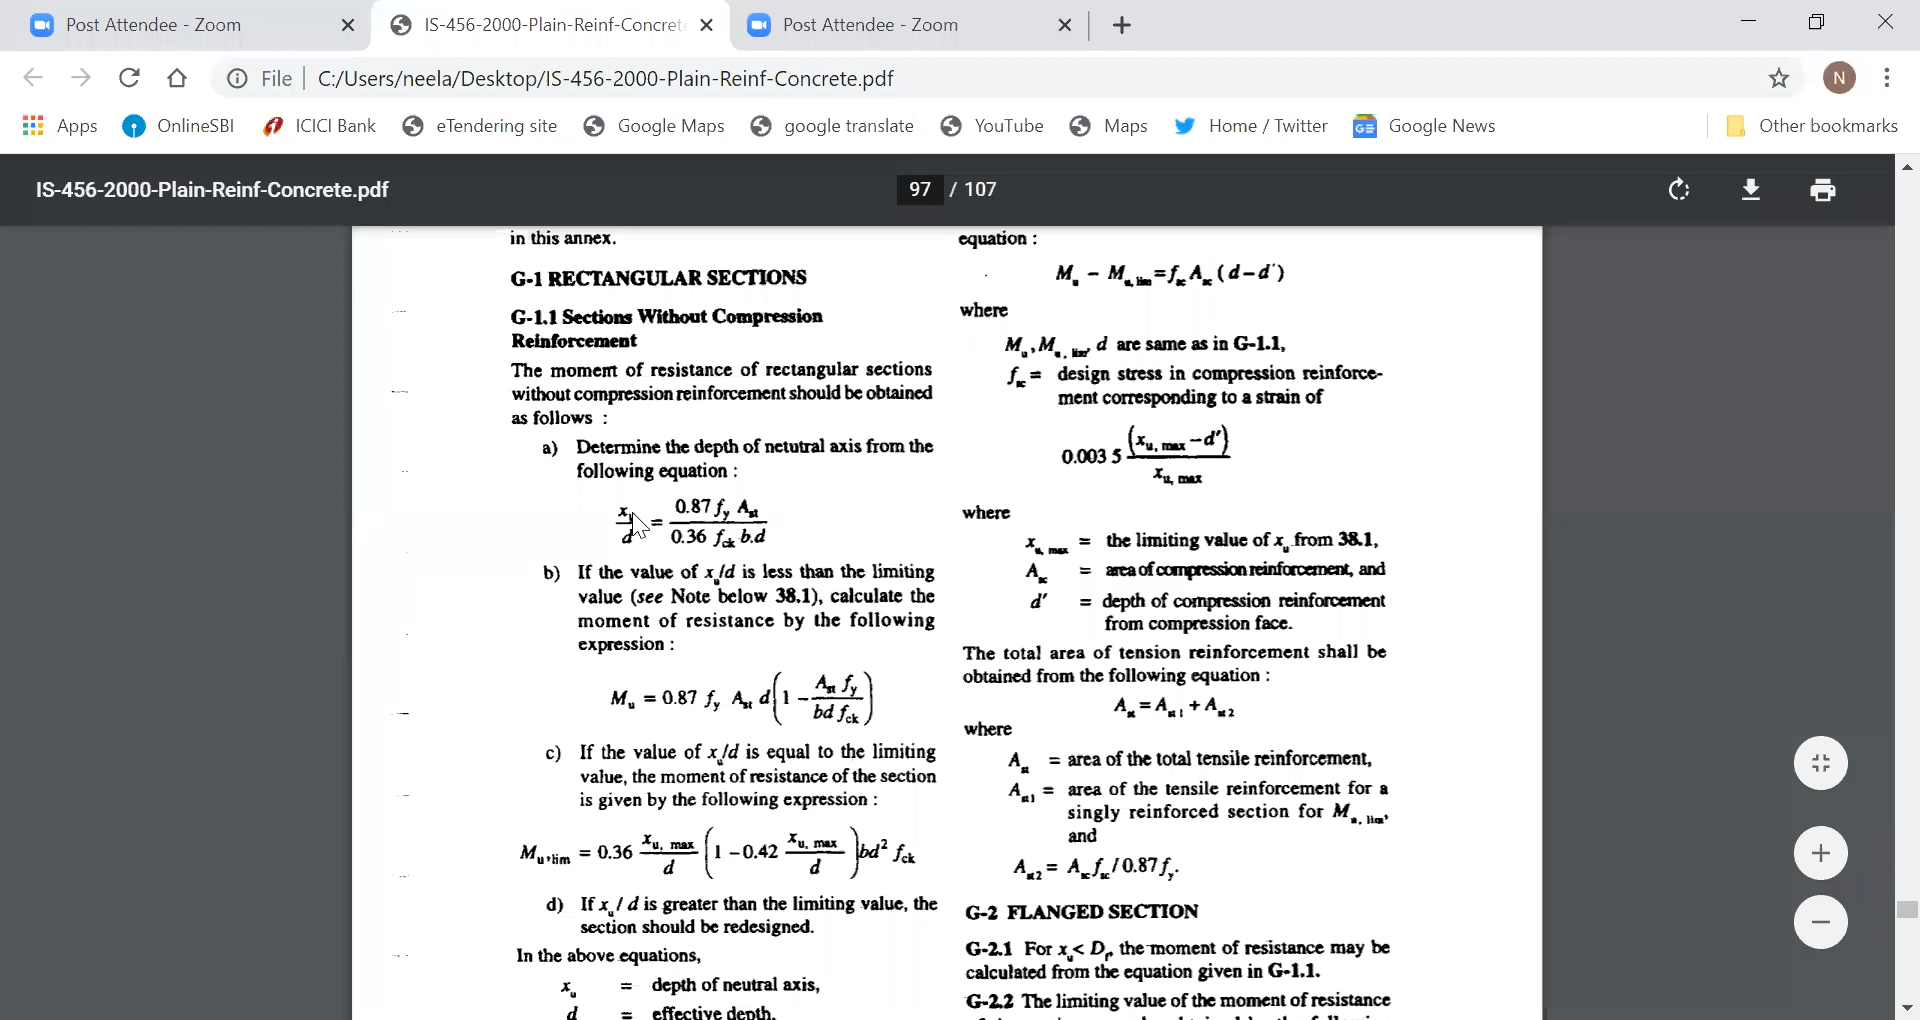 Post Attendee - Zoom
IS-456-2000-Plain-Reinf-Concrete
Post Attendee - Zoom
File
C:/Users/neela/Desktop/IS-456-2000-Plain-Reinf-Concrete.pdf
N
Apps
OnlineSBI
ICICI Bank
eTendering site
Google Maps
google translate
YouTube
Maps
Home / Twitter
Google News
Other bookmarks
IS-456-2000-Plain-Reinf-Concrete.pdf
97 / 107
in this annex.
G-1 RECTANGULAR SECTIONS
G-1.1 Sections Without Compression
Reinforcement
The moment of resistance of rectangular sections
without compression reinforcement should be obtained
as follows :
a) Determine the depth of netutral axis from the
following equation :
x_u/d = 0.87 f_y A_st / 0.36 f_ck b.d
b) If the value of x_u/d is less than the limiting
value (see Note below 38.1), calculate the
moment of resistance by the following
expression :
M_u = 0.87 f_y A_st d(1 - A_st f_y / bd f_ck)
c) If the value of x_u/d is equal to the limiting
value, the moment of resistance of the section
is given by the following expression :
M_u,lim = 0.36 x_u, max / d (1 - 0.42 x_u, max / d) bd² f_ck
d) If x_u / d is greater than the limiting value, the
section should be redesigned.
In the above equations,
x_u = depth of neutral axis,
d = effective depth,
equation :
M_u - M_u, lim = f_sc A_sc ( d - d' )
where
M_u, M_u, lim, d are same as in G-1.1,
f_sc = design stress in compression reinforce-
ment corresponding to a strain of
0.003 5 (x_u, max - d') / x_u, max
where
x_u, max = the limiting value of x_u from 38.1,
A_sc = area of compression reinforcement, and
d' = depth of compression reinforcement
from compression face.
The total area of tension reinforcement shall be
obtained from the following equation :
A_st = A_st1 + A_st2
where
A_st = area of the total tensile reinforcement,
A_st1 = area of the tensile reinforcement for a
singly reinforced section for M_u, lim,
and
A_st2 = A_sc f_sc / 0.87 f_y.
G-2 FLANGED SECTION
G-2.1 For x_u < D_f, the moment of resistance may be
calculated from the equation given in G-1.1.
G-2.2 The limiting value of the moment of resistance